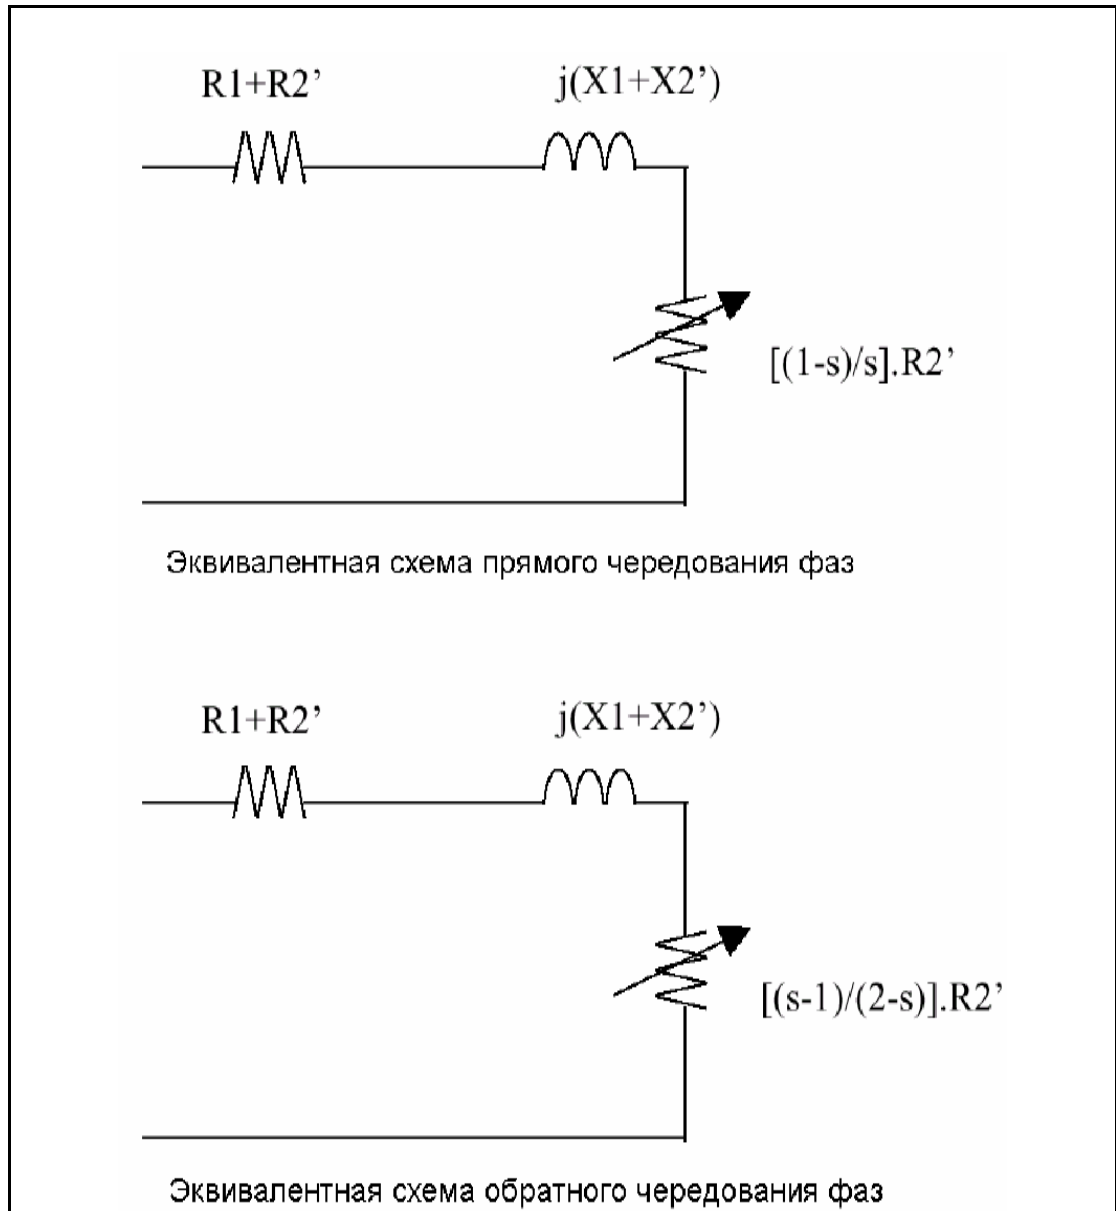 R1+R2’
j(X1+X2’)
[(1-s)/s].R2’
Эквивалентная схема прямого чередования фаз
R1+R2’
j(X1+X2’)
[(s-1)/(2-s)].R2’
Эквивалентная схема обратного чередования фаз